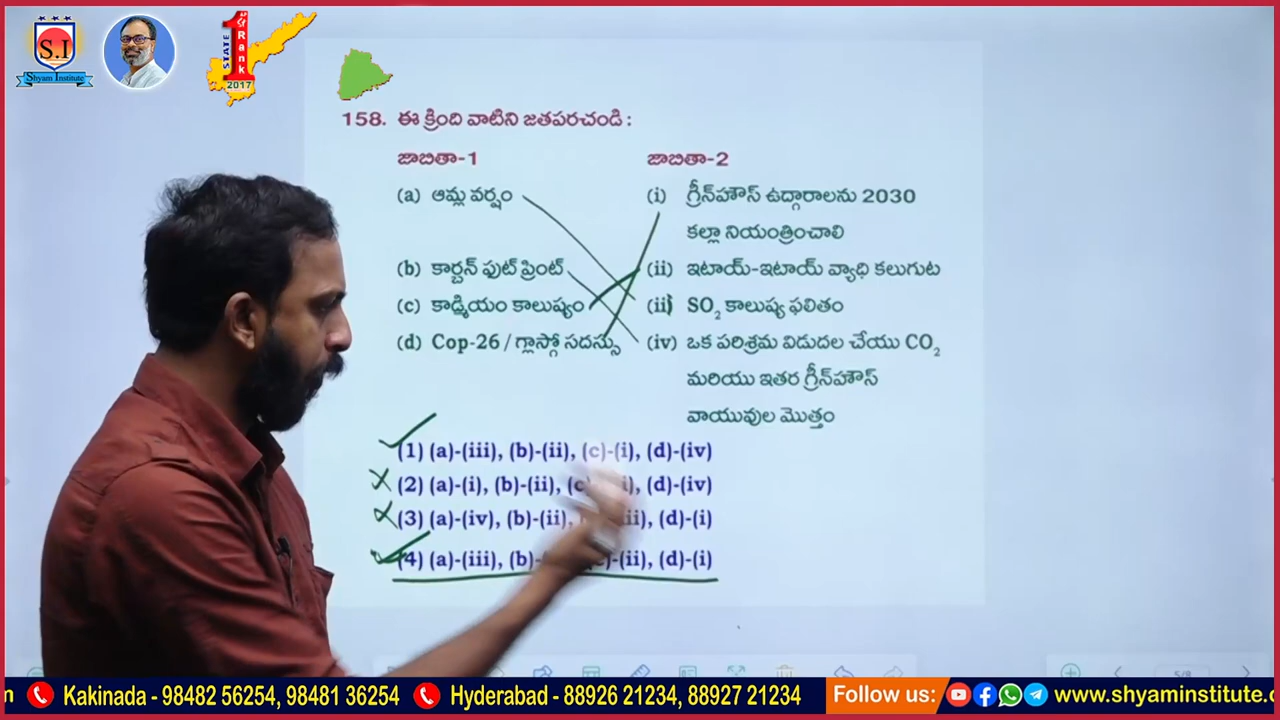 S.I
Shyam Institute
STATE
1
Rank
2017
158. ఈ క్రింది వాటిని జతపరచండి :
జాబితా-1 జాబితా-2
(a) ఆమ్ల వర్షం (i) గ్రీన్‌హౌస్ ఉద్గారాలను 2030
కల్లా నియంత్రించాలి
(b) కార్బన్ ఫుట్ ప్రింట్ (ii) ఇటాయ్-ఇటాయ్ వ్యాధి కలుగుట
(c) కాడ్మియం కాలుష్యం (iii) SO₂ కాలుష్య ఫలితం
(d) Cop-26 / గ్లాస్గో సదస్సు (iv) ఒక పరిశ్రమ విడుదల చేయు CO₂
మరియు ఇతర గ్రీన్‌హౌస్
వాయువుల మొత్తం
(1) (a)-(iii), (b)-(ii), (c)-(i), (d)-(iv)
(2) (a)-(i), (b)-(ii), (d)-(iv)
(3) (a)-(iv), (b)-(ii), (d)-(i)
(4) (a)-(iii), (d)-(i)
5/8
Kakinada - 98482 56254, 98481 36254 Hyderabad - 88926 21234, 88927 21234 Follow us: www.shyaminstitute.c